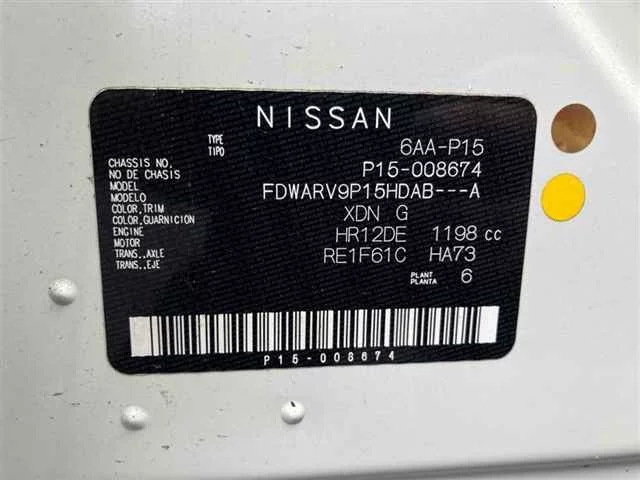 NISSAN
TYPE
TIPO
6AA-P15
CHASSIS NO.
NO DE CHASSIS
P15-008674
MODEL
MODELO
FDWARV9P15HDAB---A
COLOR,TRIM
COLOR,GUARNICION
XDN G
ENGINE
MOTOR
HR12DE 1198 cc
TRANS.,AXLE
TRANS.,EJE
RE1F61C HA73
PLANT
PLANTA
6
P15-008674